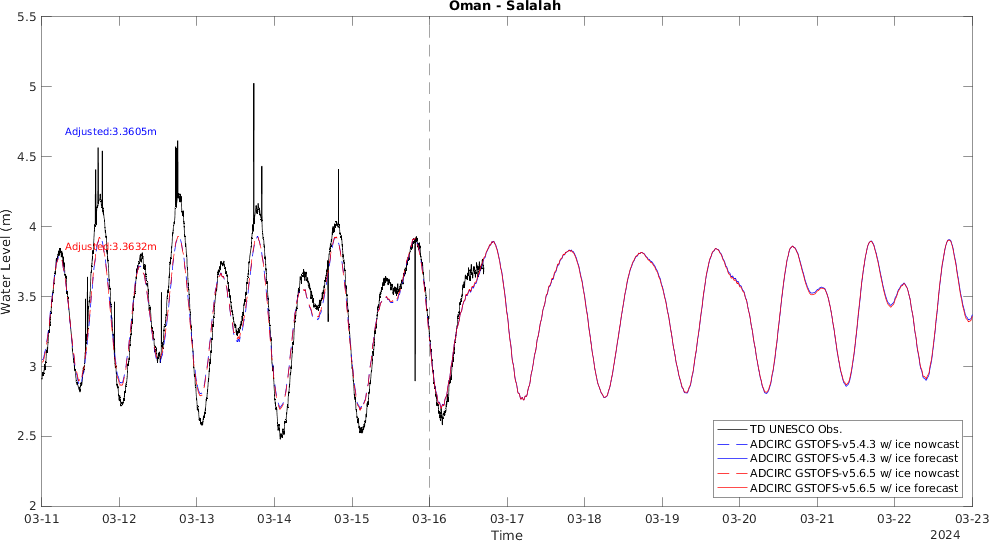 Oman - Salalah
5.5
5
4.5
4
3.5
3
2.5
2
Water Level (m)
Adjusted:3.3605m
Adjusted:3.3632m
TD UNESCO Obs.
ADCIRC GSTOFS-v5.4.3 w/ ice nowcast
ADCIRC GSTOFS-v5.4.3 w/ ice forecast
ADCIRC GSTOFS-v5.6.5 w/ ice nowcast
ADCIRC GSTOFS-v5.6.5 w/ ice forecast
03-11 03-12 03-13 03-14 03-15 03-16 03-17 03-18 03-19 03-20 03-21 03-22 03-23
Time
2024